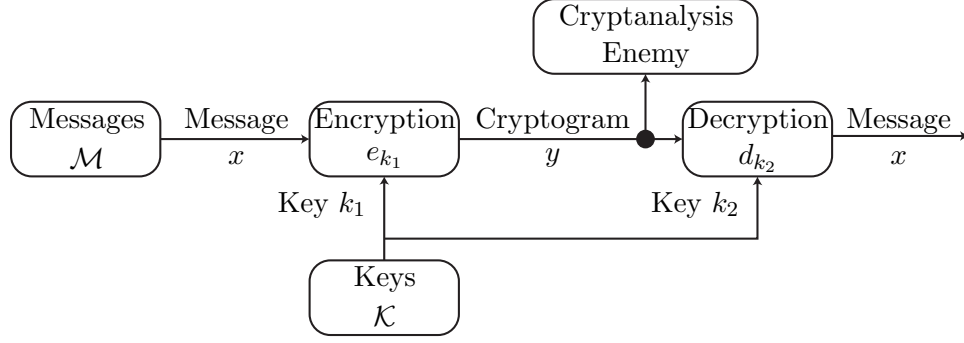 Cryptanalysis
Enemy
Messages
ℳ
Message
x
Encryption
e_{k_1}
Cryptogram
y
Decryption
d_{k_2}
Message
x
Key k_1
Key k_2
Keys
𝒦